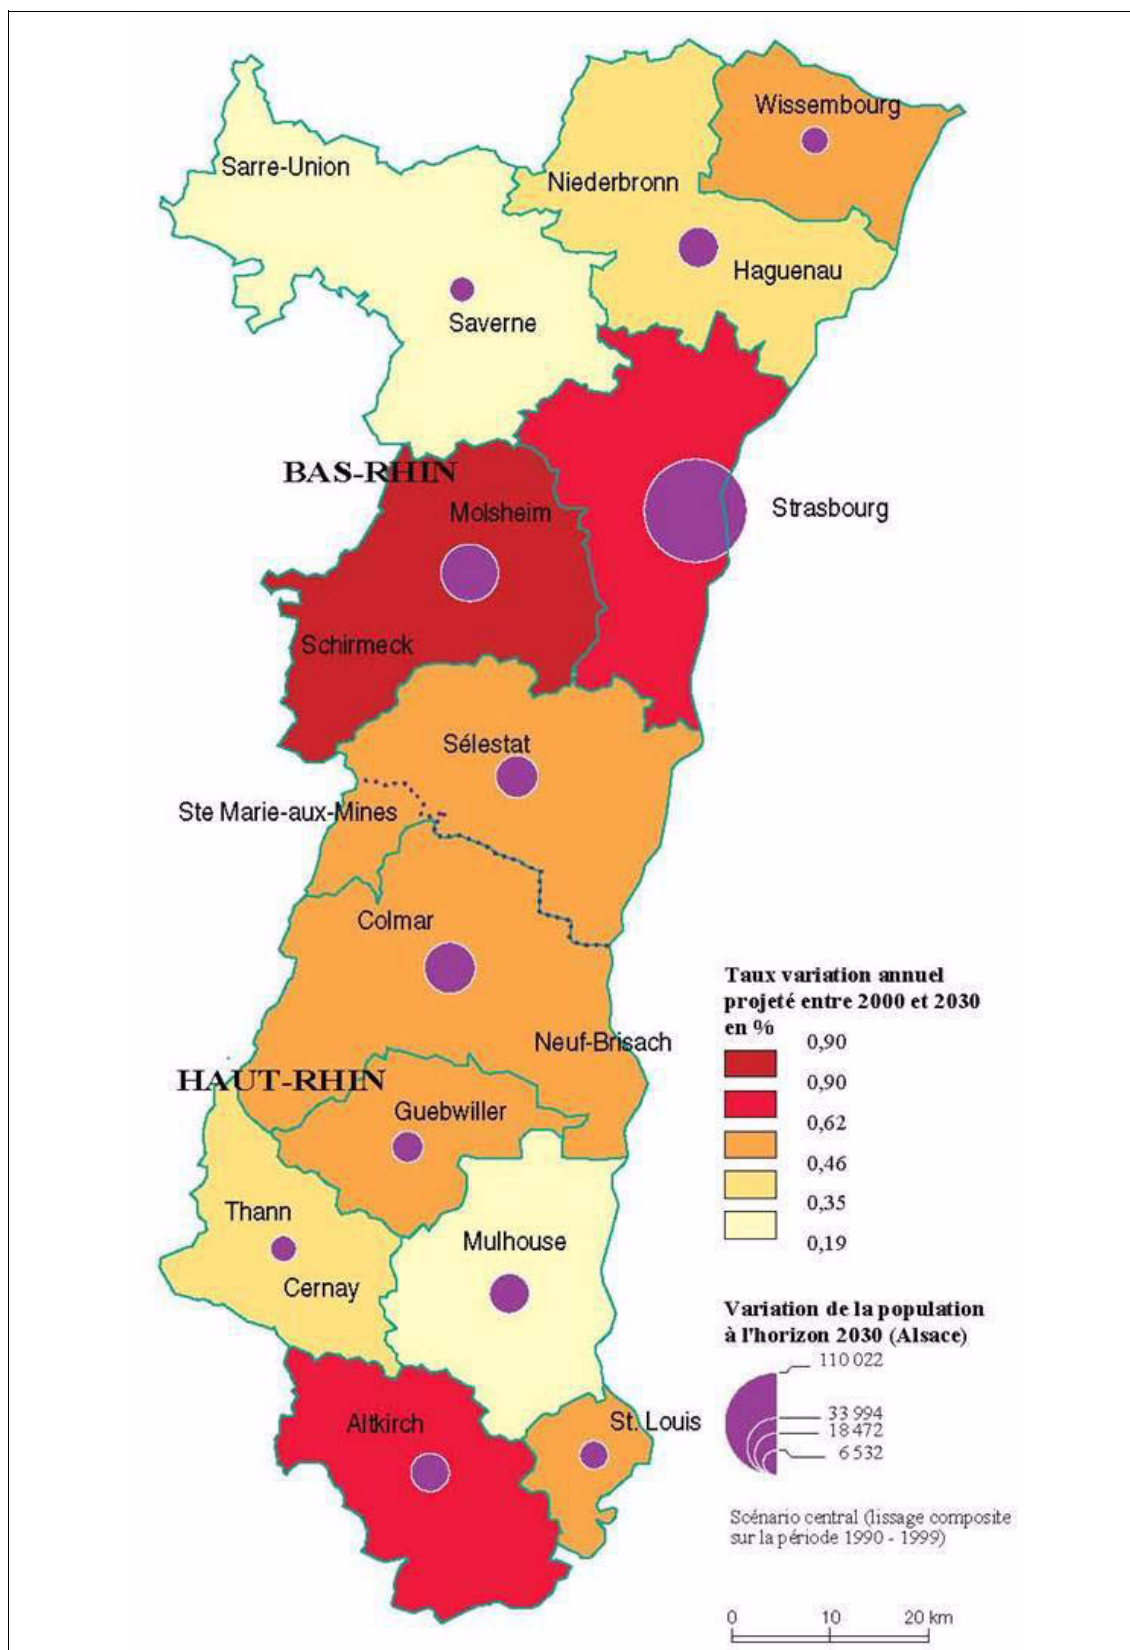 Wissembourg
Sarre-Union
Niederbronn
Haguenau
Saverne
BAS-RHIN
Molsheim
Strasbourg
Schirmeck
Sélestat
Ste Marie-aux-Mines
Colmar
Neuf-Brisach
HAUT-RHIN
Guebwiller
Thann
Mulhouse
Cernay
Altkirch
St. Louis
Taux variation annuel
projeté entre 2000 et 2030
en %
0,90
0,90
0,62
0,46
0,35
0,19
Variation de la population
à l'horizon 2030 (Alsace)
110 022
33 994
18 472
6 532
Scénario central (lissage composite
sur la période 1990 - 1999)
0 10 20 km